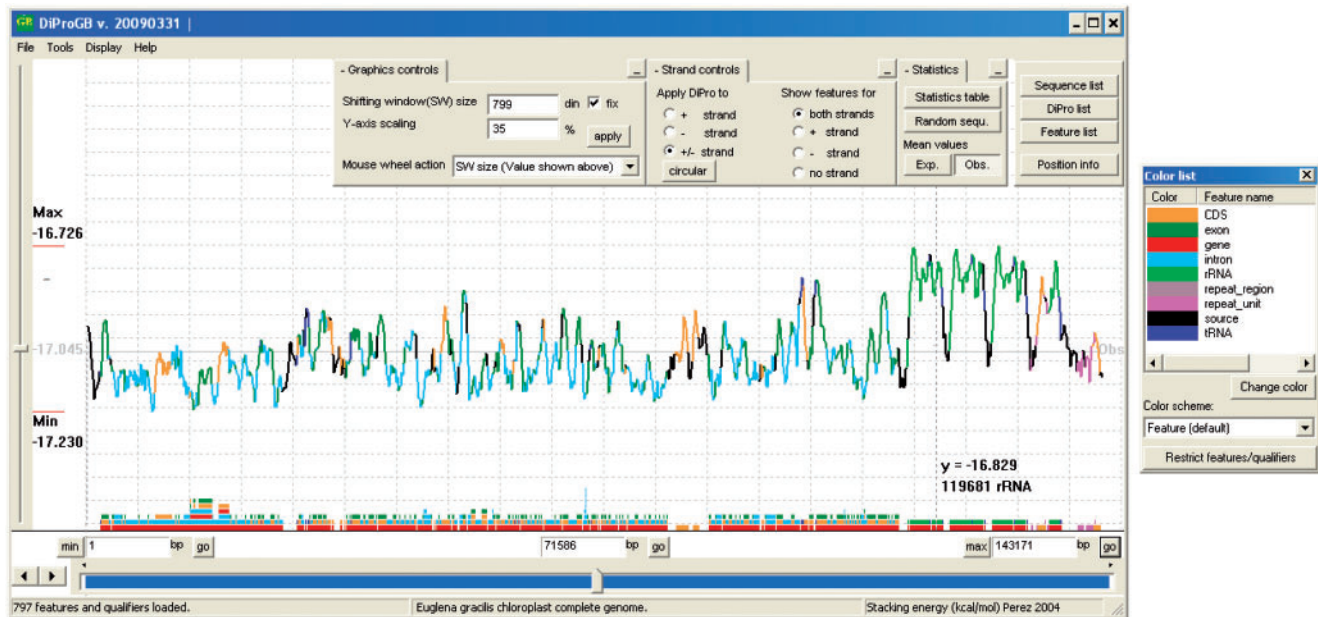 GB DiProGB v. 20090331 |
File Tools Display Help
- Graphics controls
Shifting window(SW) size 799 din fix
Y-axis scaling 35 % apply
Mouse wheel action SW size (Value shown above)
- Strand controls
Apply DiPro to
+ strand
- strand
+/- strand
circular
Show features for
both strands
+ strand
- strand
no strand
- Statistics
Statistics table
Random sequ.
Mean values
Exp. Obs.
Sequence list
DiPro list
Feature list
Position info
Max
-16.726
-17.045
Obs
Min
-17.230
y = -16.829
119681 rRNA
min 1 bp go 71586 bp go max 143171 bp go
797 features and qualifiers loaded. Euglena gracilis chloroplast complete genome. Stacking energy (kcal/mol) Perez 2004
Color list
Color Feature name
CDS
exon
gene
intron
rRNA
repeat_region
repeat_unit
source
tRNA
Change color
Color scheme:
Feature (default)
Restrict features/qualifiers